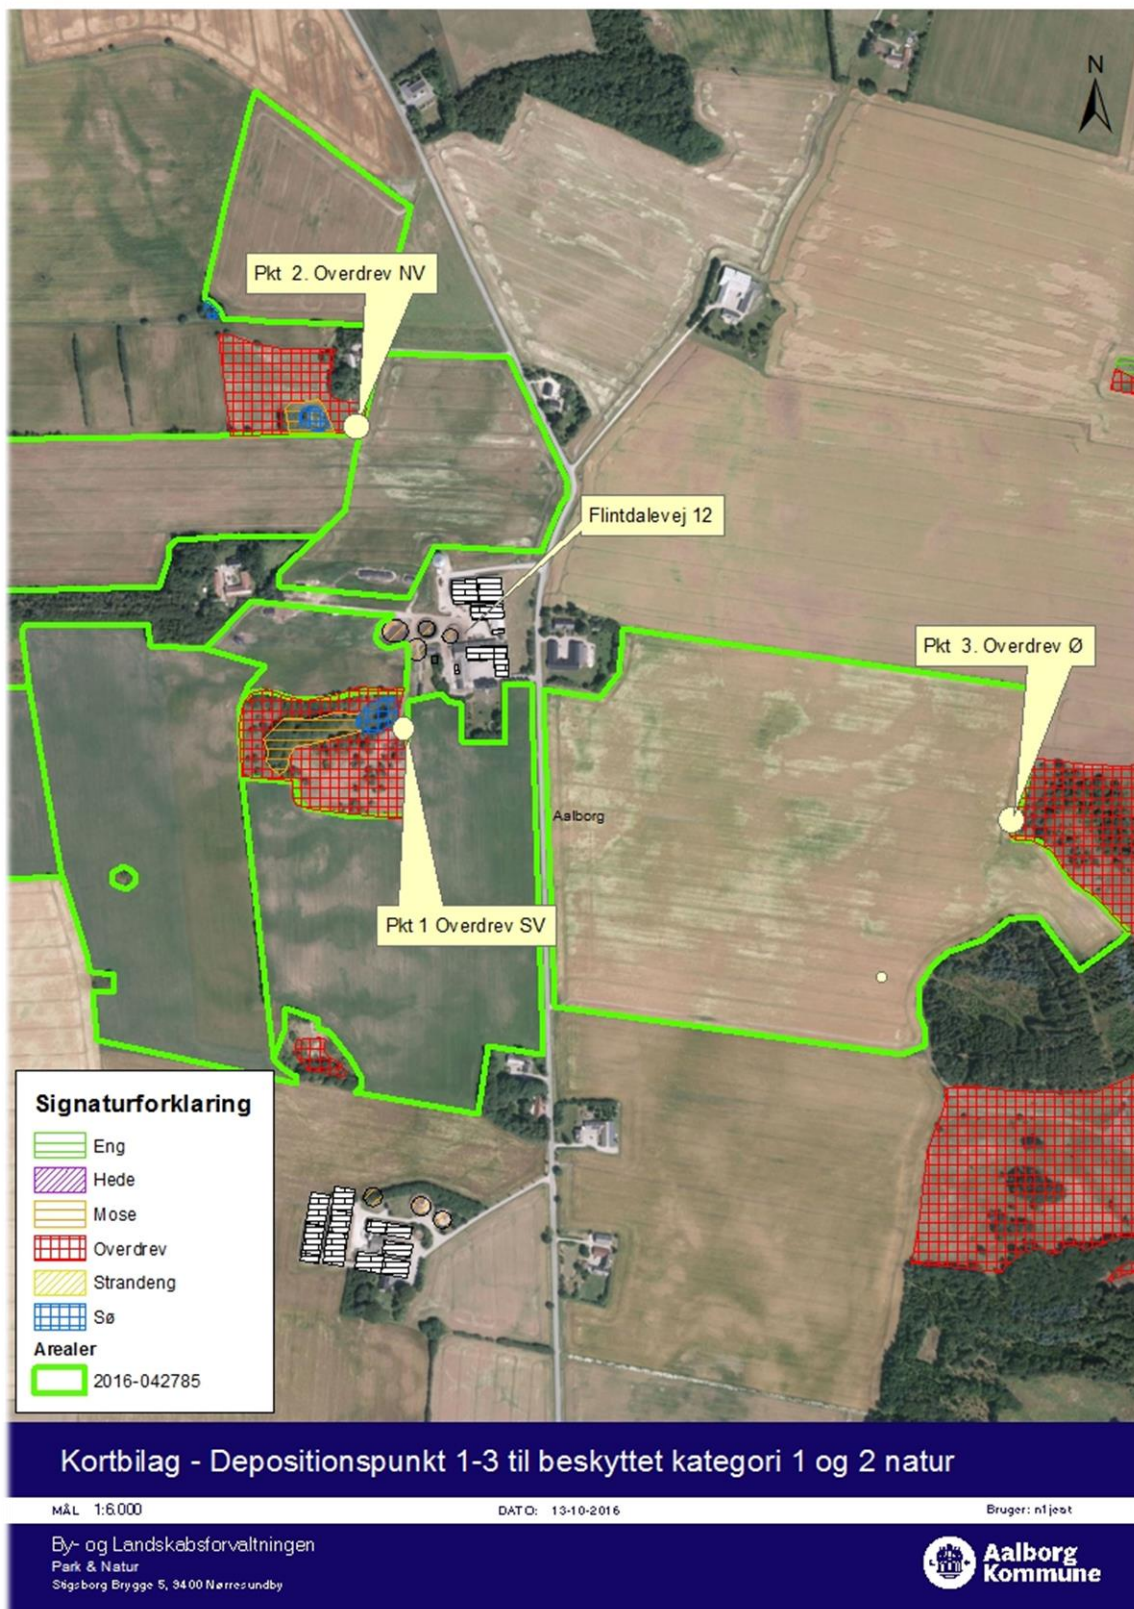 N
Pkt 2. Overdrev NV
Flintdalevej 12
Pkt 3. Overdrev Ø
Aalborg
Pkt 1 Overdrev SV
Signaturforklaring
Eng
Hede
Mose
Overdrev
Strandeng
Sø
Arealer
2016-042785
Kortbilag - Depositionspunkt 1-3 til beskyttet kategori 1 og 2 natur
MÅL 1:6.000
DATO: 13-10-2016
Bruger: n1jest
By- og Landskabsforvaltningen
Park & Natur
Stigsborg Brygge 5, 9400 Nørresundby
Aalborg
Kommune